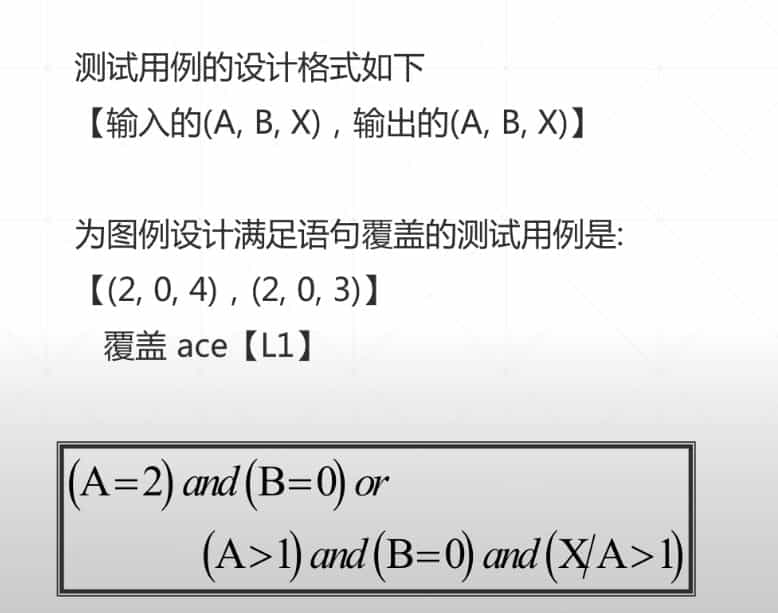 测试用例的设计格式如下
【输入的(A, B, X)，输出的(A, B, X)】
为图例设计满足语句覆盖的测试用例是:
【(2, 0, 4)，(2, 0, 3)】
覆盖 ace【L1】
(A=2) and (B=0) or
(A>1) and (B=0) and (X/A>1)